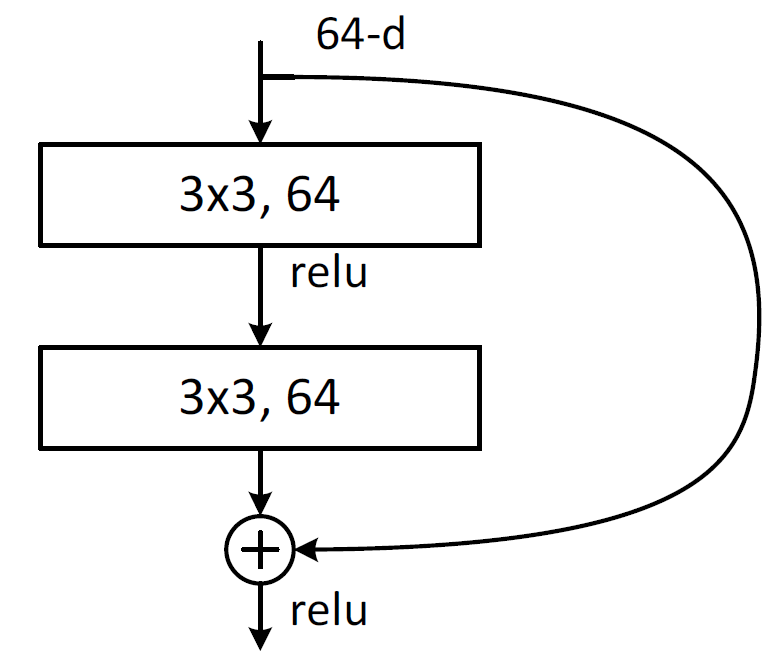 64-d
3x3, 64
relu
3x3, 64
+
relu